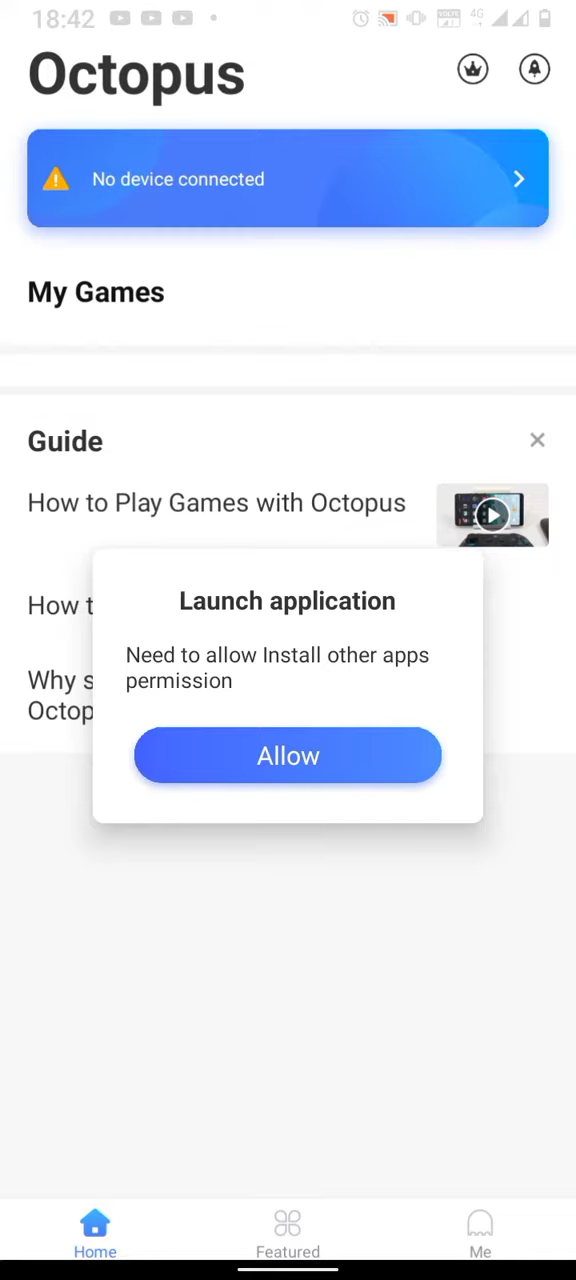 18:42
4G
Octopus
No device connected
My Games
Guide
How to Play Games with Octopus
How t
Why s
Octop
Launch application
Need to allow Install other apps
permission
Allow
Home
Featured
Me